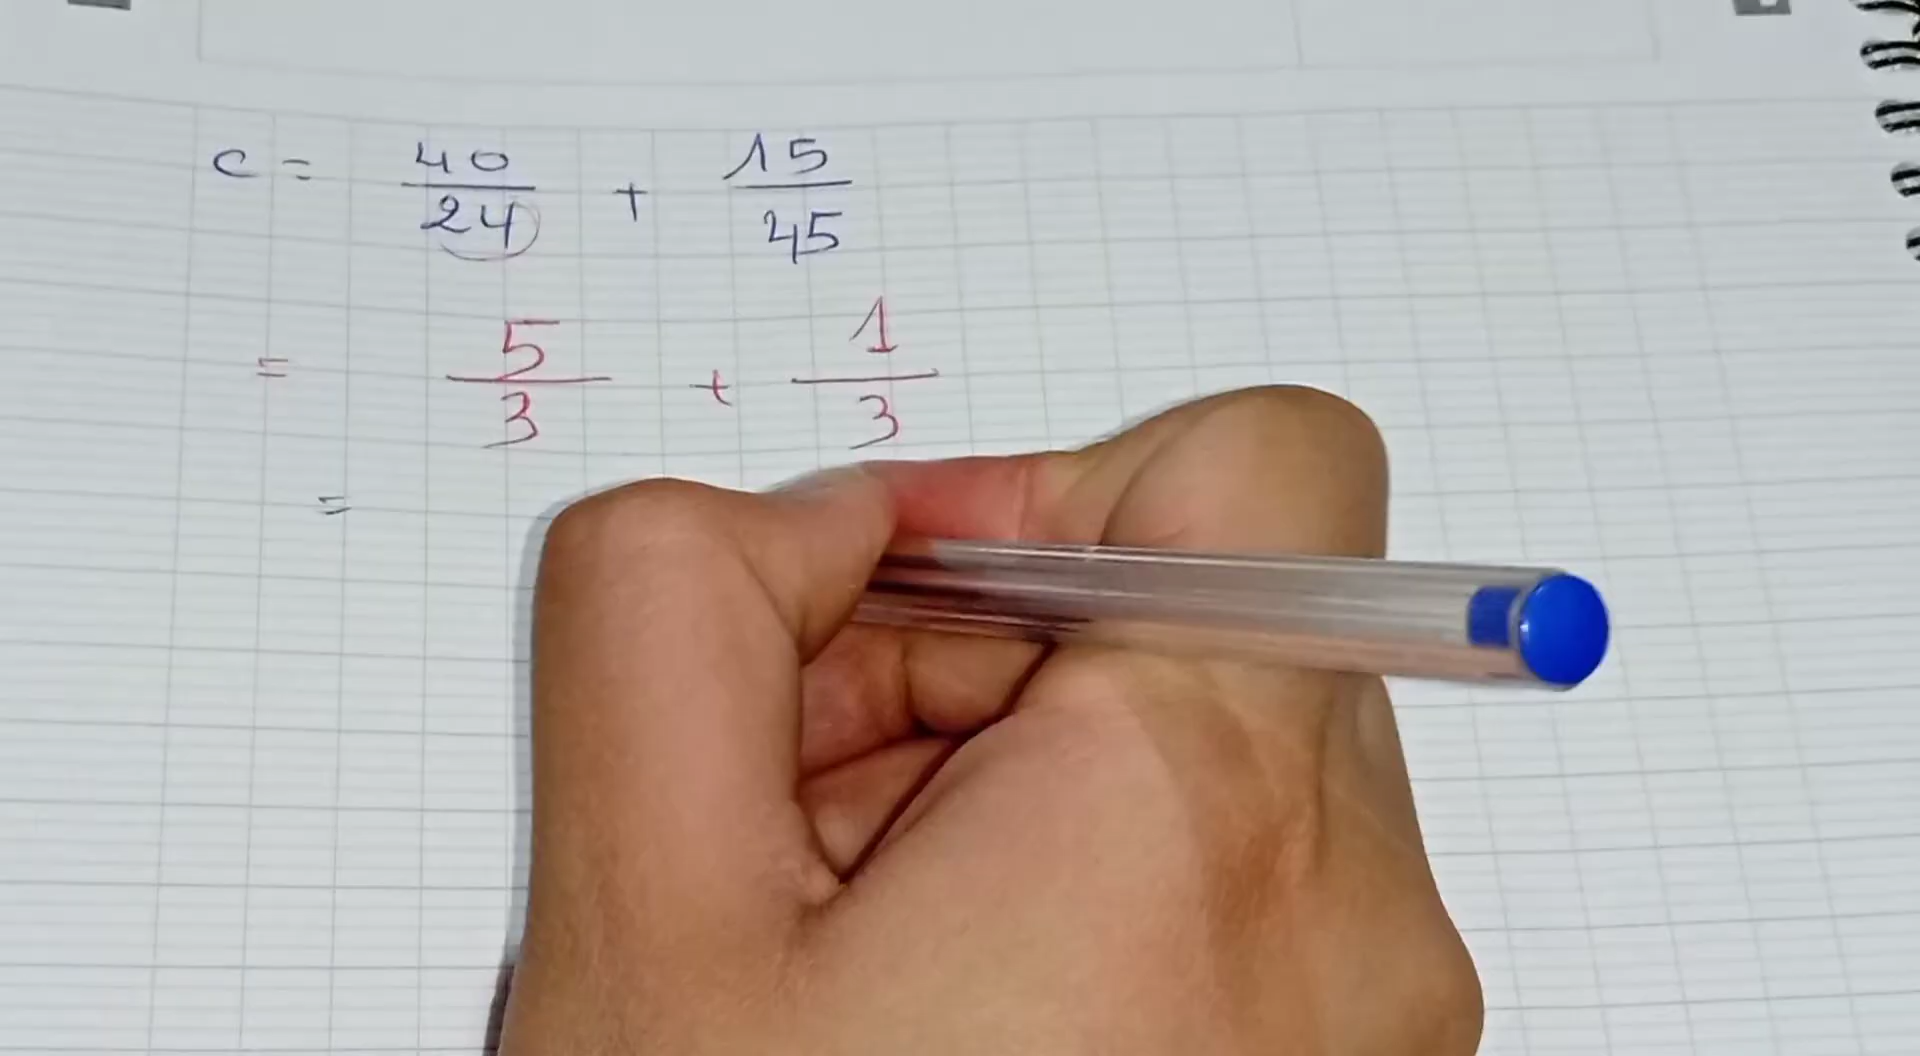 c = 40/24 + 15/45
= 5/3 + 1/3
=